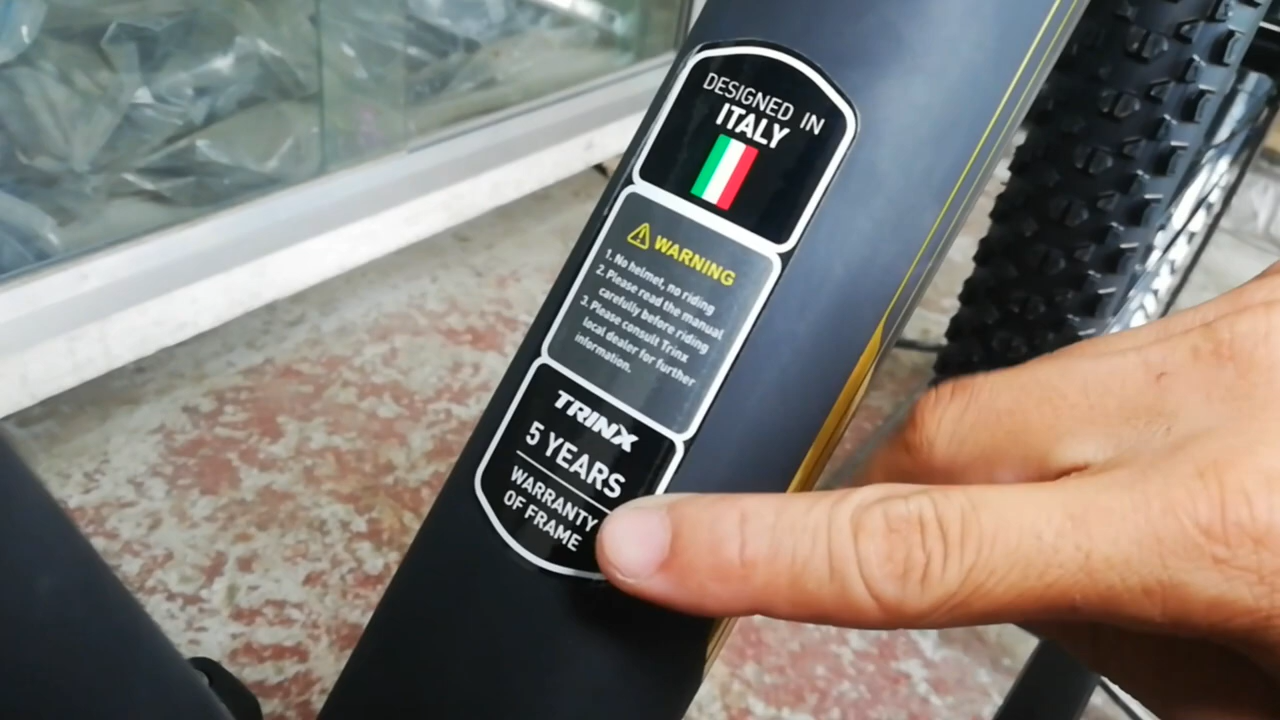 DESIGNED IN
ITALY
WARNING
1. No helmet, no riding
2. Please read the manual
carefully before riding
3. Please consult Trinx
local dealer for further
information.
TRINX
5 YEARS
WARRANTY
OF FRAME